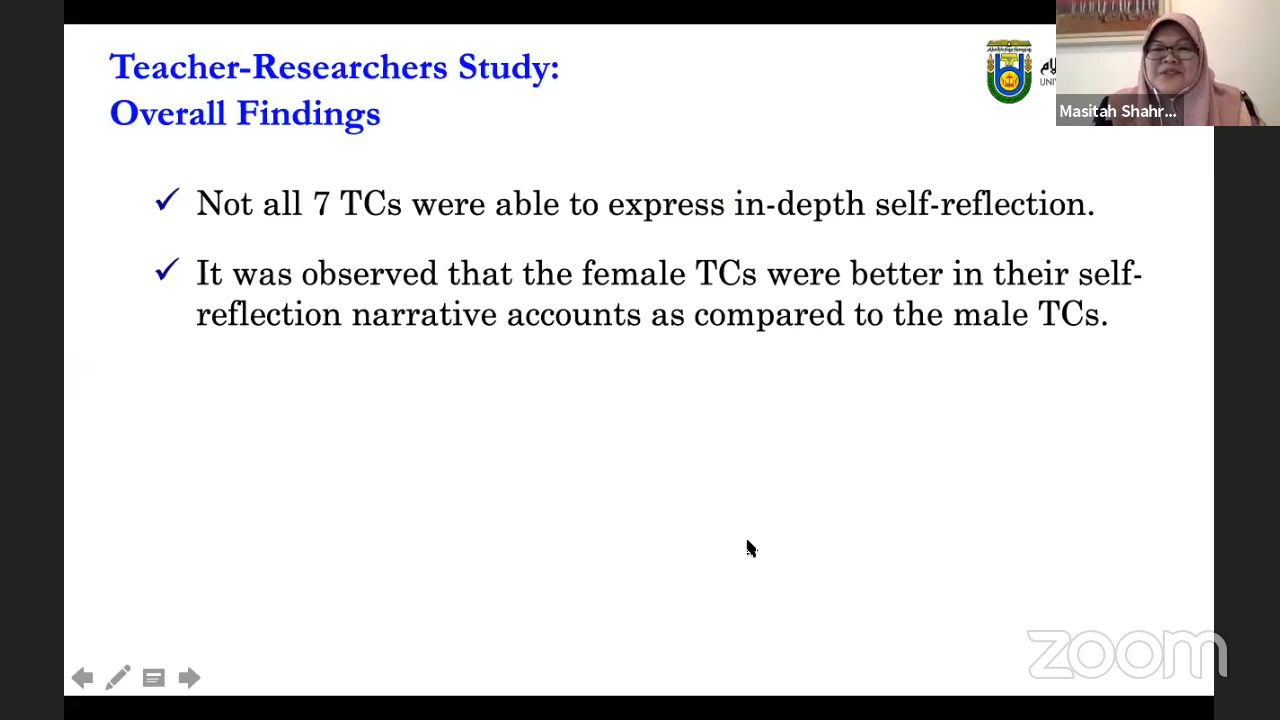 Teacher-Researchers Study:
Overall Findings
UNIV
Masitah Shahr...
✓ Not all 7 TCs were able to express in-depth self-reflection.
✓ It was observed that the female TCs were better in their self-
reflection narrative accounts as compared to the male TCs.
zoom